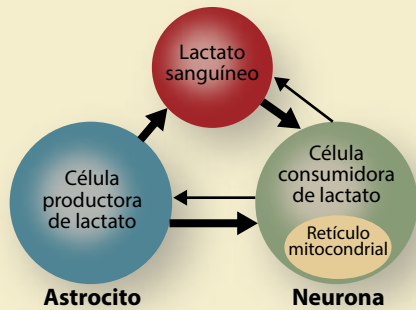 Lactato
sanguíneo
Célula
productora
de lactato
Célula
consumidora
de lactato
Retículo
mitocondrial
Astrocito
Neurona